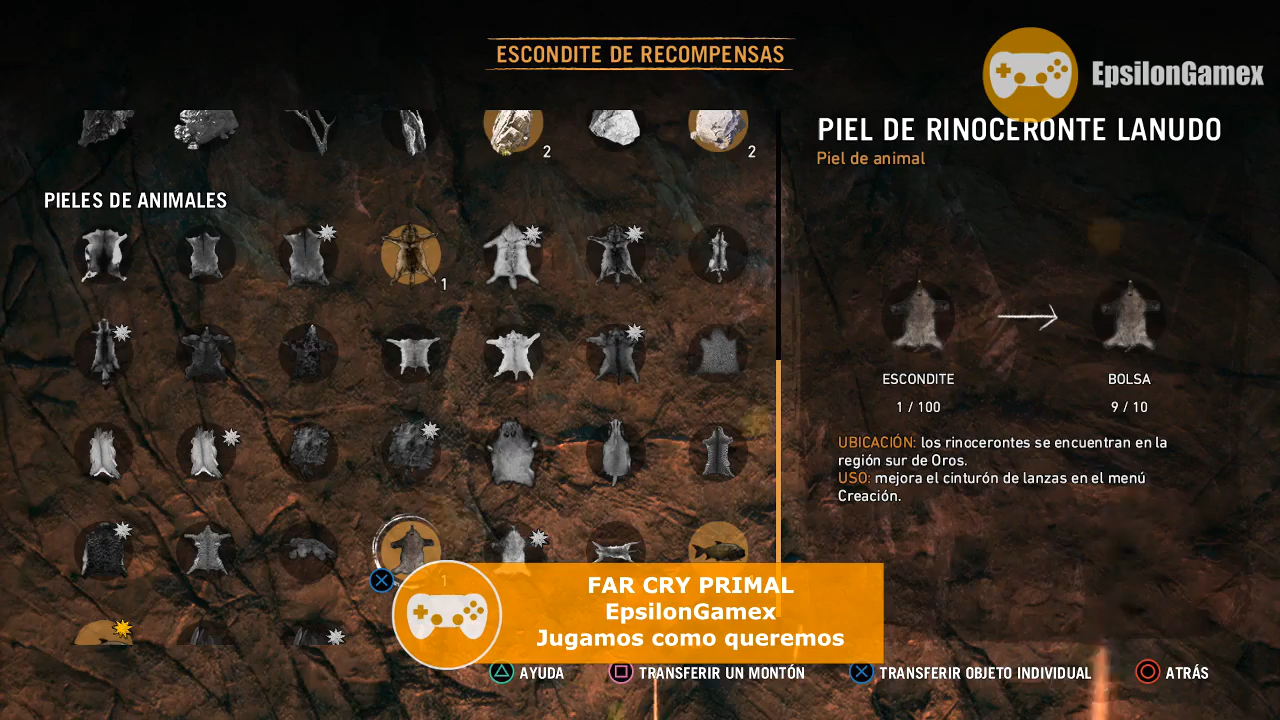 ESCONDITE DE RECOMPENSAS
EpsilonGamex
PIEL DE RINOCERONTE LANUDO
Piel de animal
2
2
PIELES DE ANIMALES
1
ESCONDITE
BOLSA
1 / 100
9 / 10
UBICACIÓN: los rinocerontes se encuentran en la
región sur de Oros.
USO: mejora el cinturón de lanzas en el menú
Creación.
1
FAR CRY PRIMAL
EpsilonGamex
Jugamos como queremos
AYUDA
TRANSFERIR UN MONTÓN
TRANSFERIR OBJETO INDIVIDUAL
ATRÁS